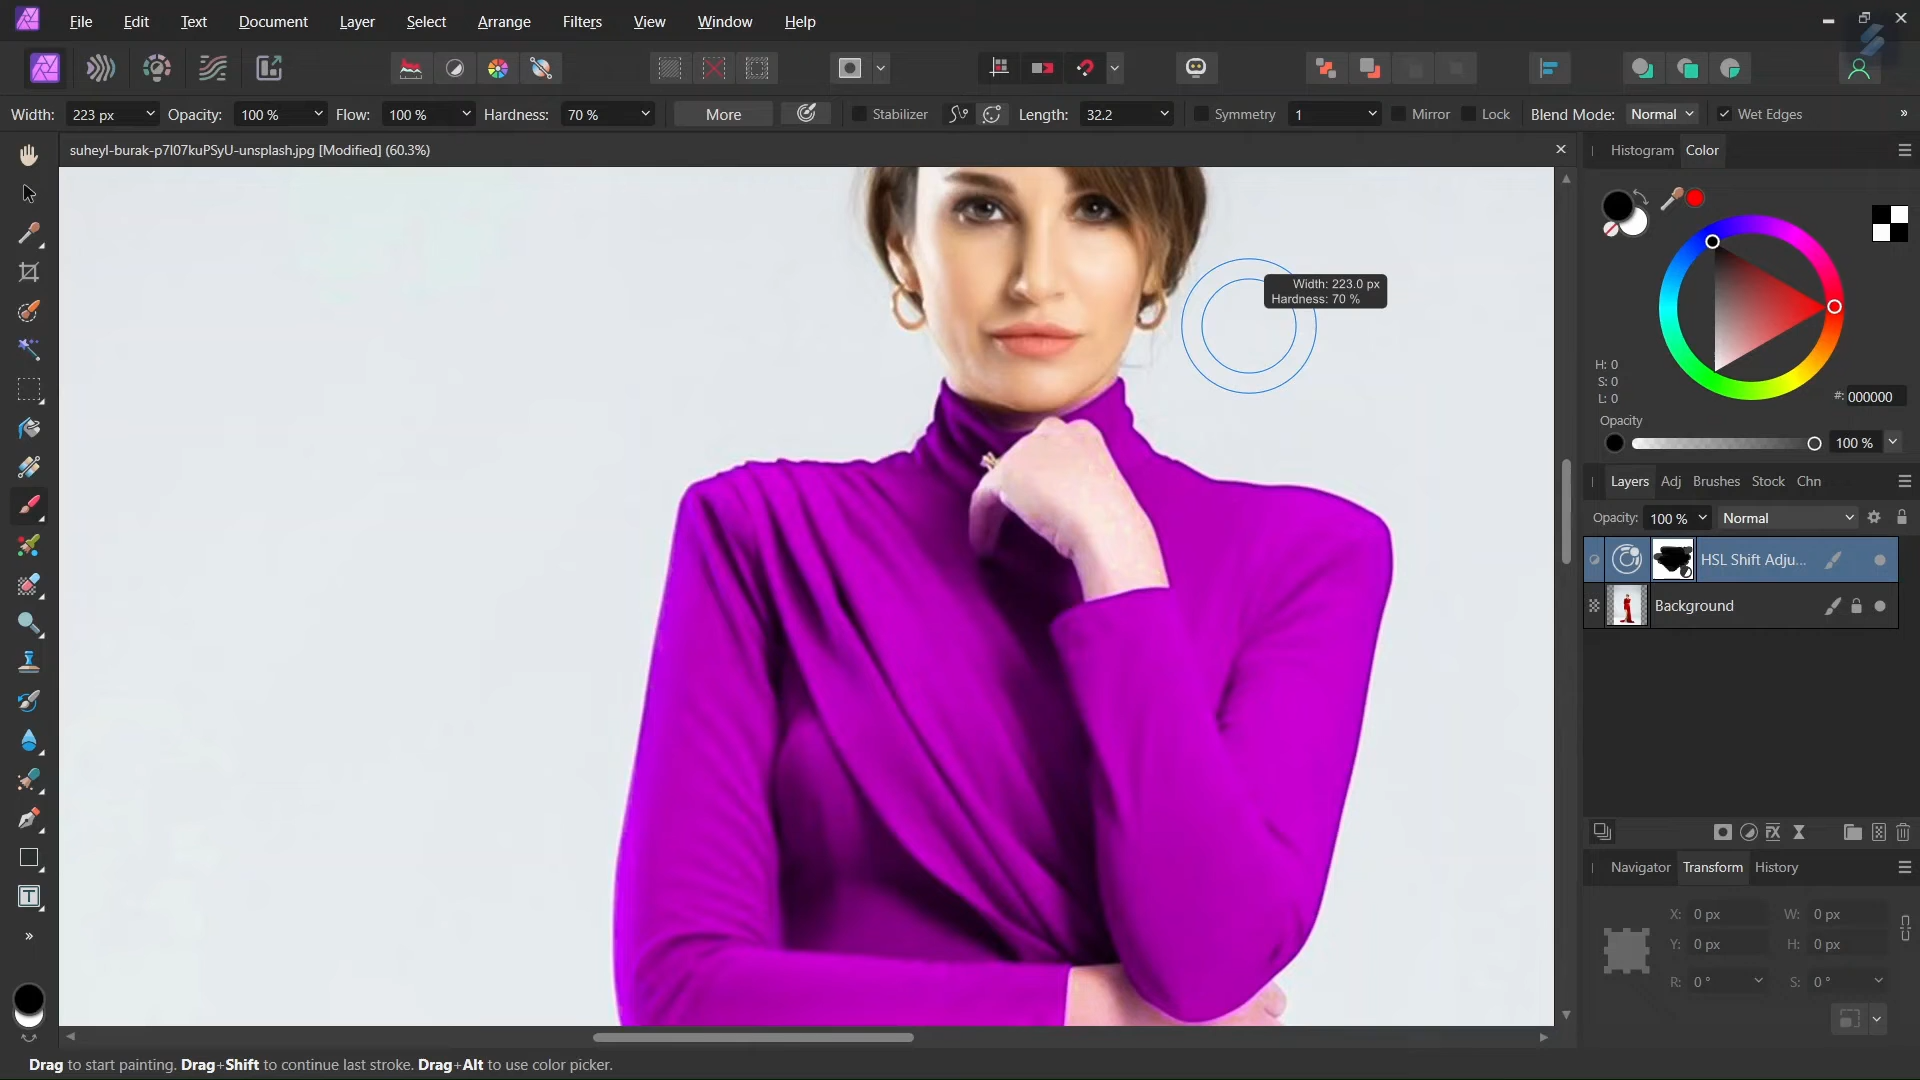 File Edit Text Document Layer Select Arrange Filters View Window Help
Width: 223 px Opacity: 100 % Flow: 100 % Hardness: 70 % More Stabilizer Length: 32.2 Symmetry 1 Mirror Lock Blend Mode: Normal Wet Edges »
suheyl-burak-p7I07kuPSyU-unsplash.jpg [Modified] (60.3%)
Histogram Color
Width: 223.0 px
Hardness: 70 %
H: 0
S: 0
L: 0
#: 000000
Opacity
100 %
Layers Adj Brushes Stock Chn
Opacity: 100 % Normal
HSL Shift Adju...
Background
Navigator Transform History
X: 0 px W: 0 px
Y: 0 px H: 0 px
R: 0 ° S: 0 °
T
»
Drag to start painting. Drag+Shift to continue last stroke. Drag+Alt to use color picker.